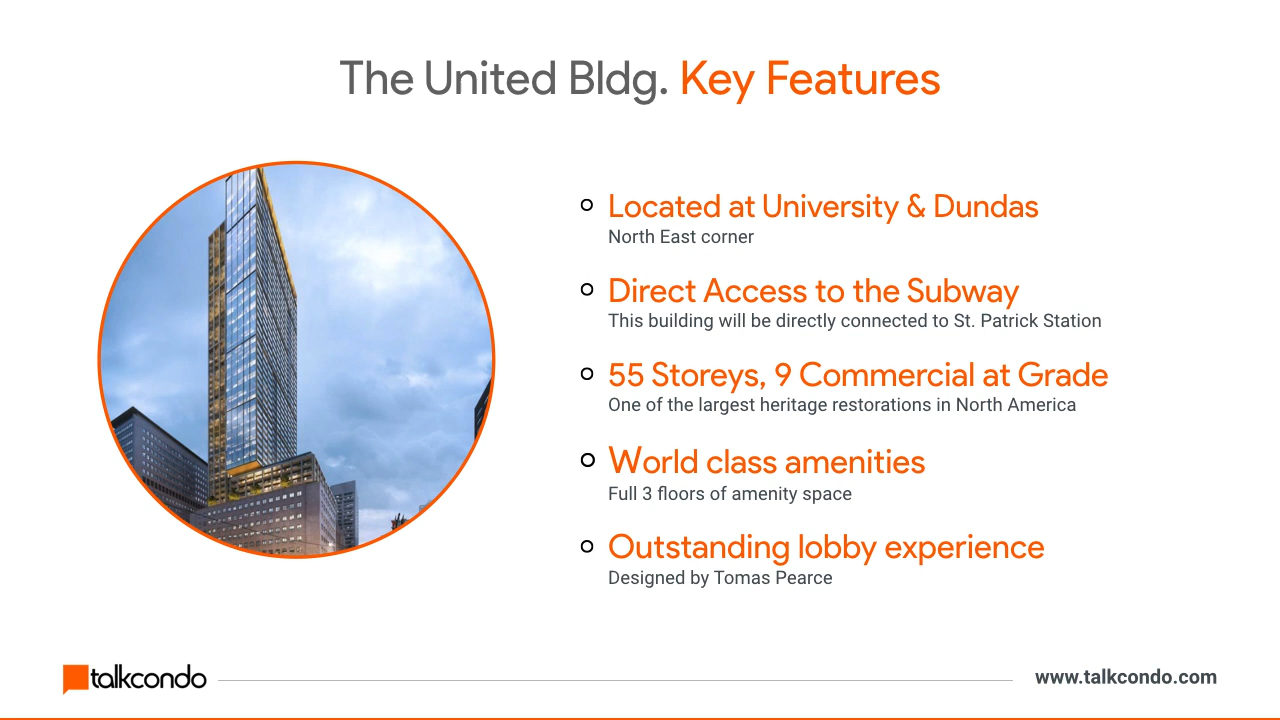 The United Bldg. Key Features
Located at University & Dundas
North East corner
Direct Access to the Subway
This building will be directly connected to St. Patrick Station
55 Storeys, 9 Commercial at Grade
One of the largest heritage restorations in North America
World class amenities
Full 3 floors of amenity space
Outstanding lobby experience
Designed by Tomas Pearce
talkcondo
www.talkcondo.com